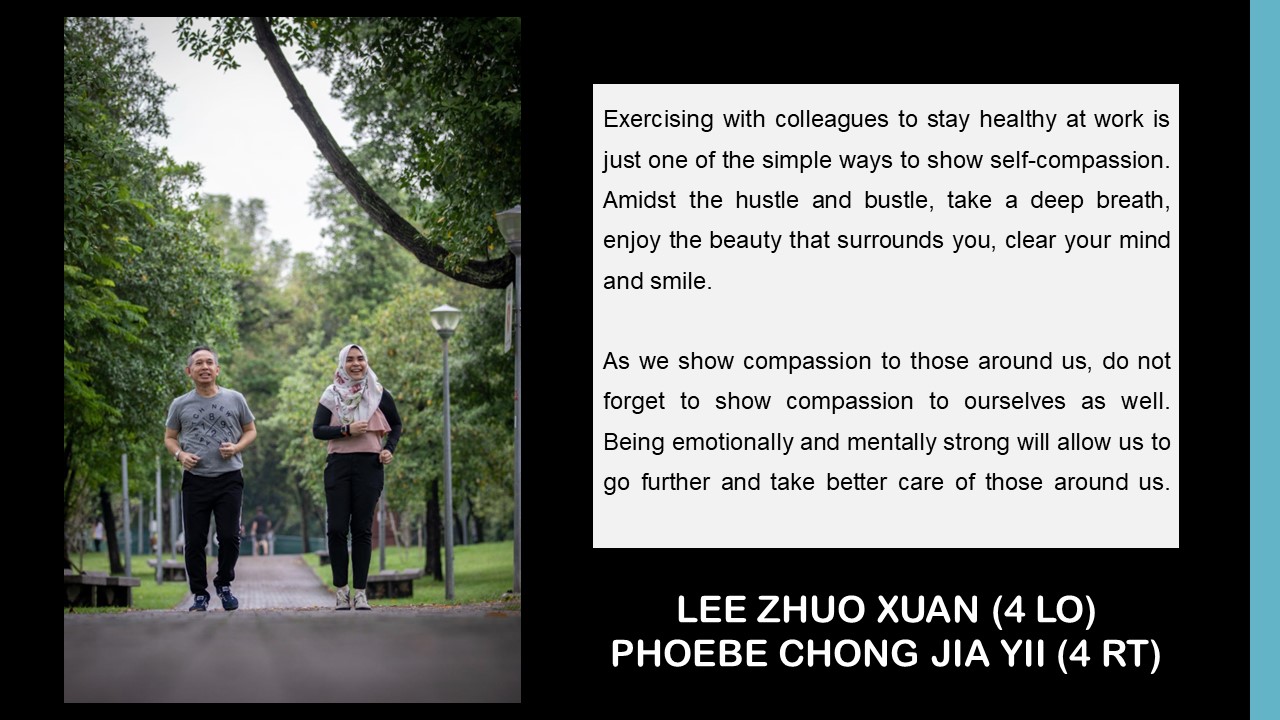 Exercising with colleagues to stay healthy at work is
just one of the simple ways to show self-compassion.
Amidst the hustle and bustle, take a deep breath,
enjoy the beauty that surrounds you, clear your mind
and smile.
As we show compassion to those around us, do not
forget to show compassion to ourselves as well.
Being emotionally and mentally strong will allow us to
go further and take better care of those around us.
LEE ZHUO XUAN (4 LO)
PHOEBE CHONG JIA YII (4 RT)